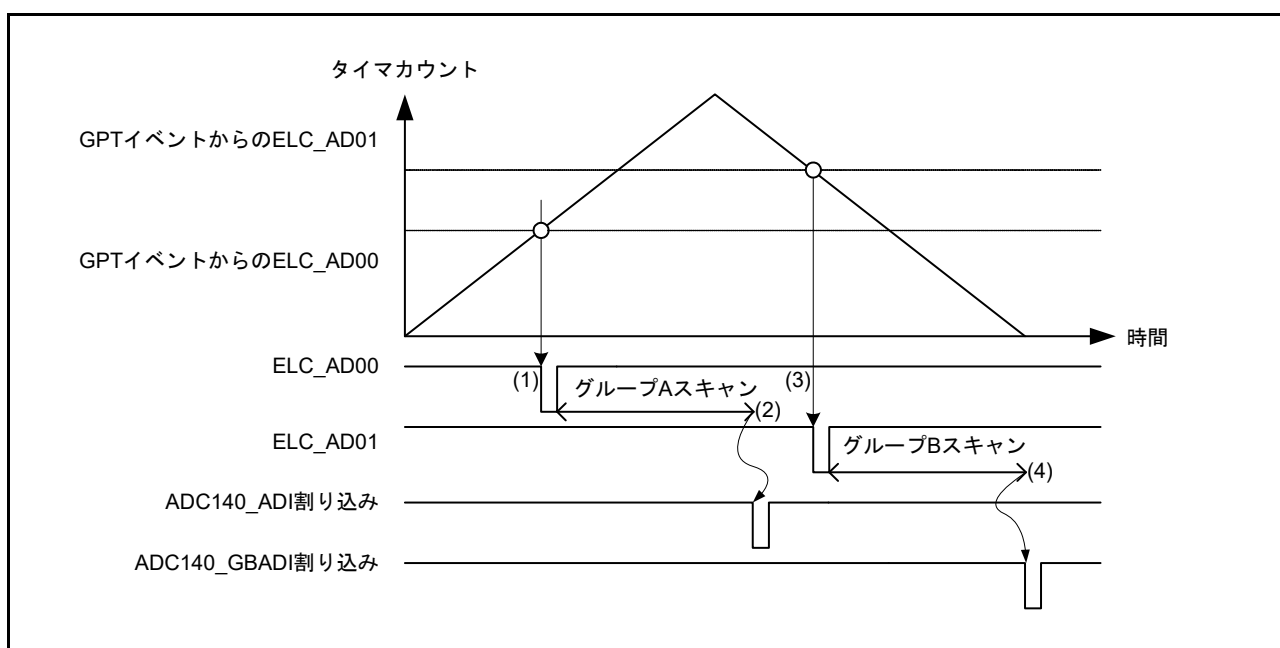 タイマカウント
GPTイベントからのELC_AD01
GPTイベントからのELC_AD00
時間
ELC_AD00
(1)
グループAスキャン
(2)
(3)
ELC_AD01
グループBスキャン
(4)
ADC140_ADI割り込み
ADC140_GBADI割り込み